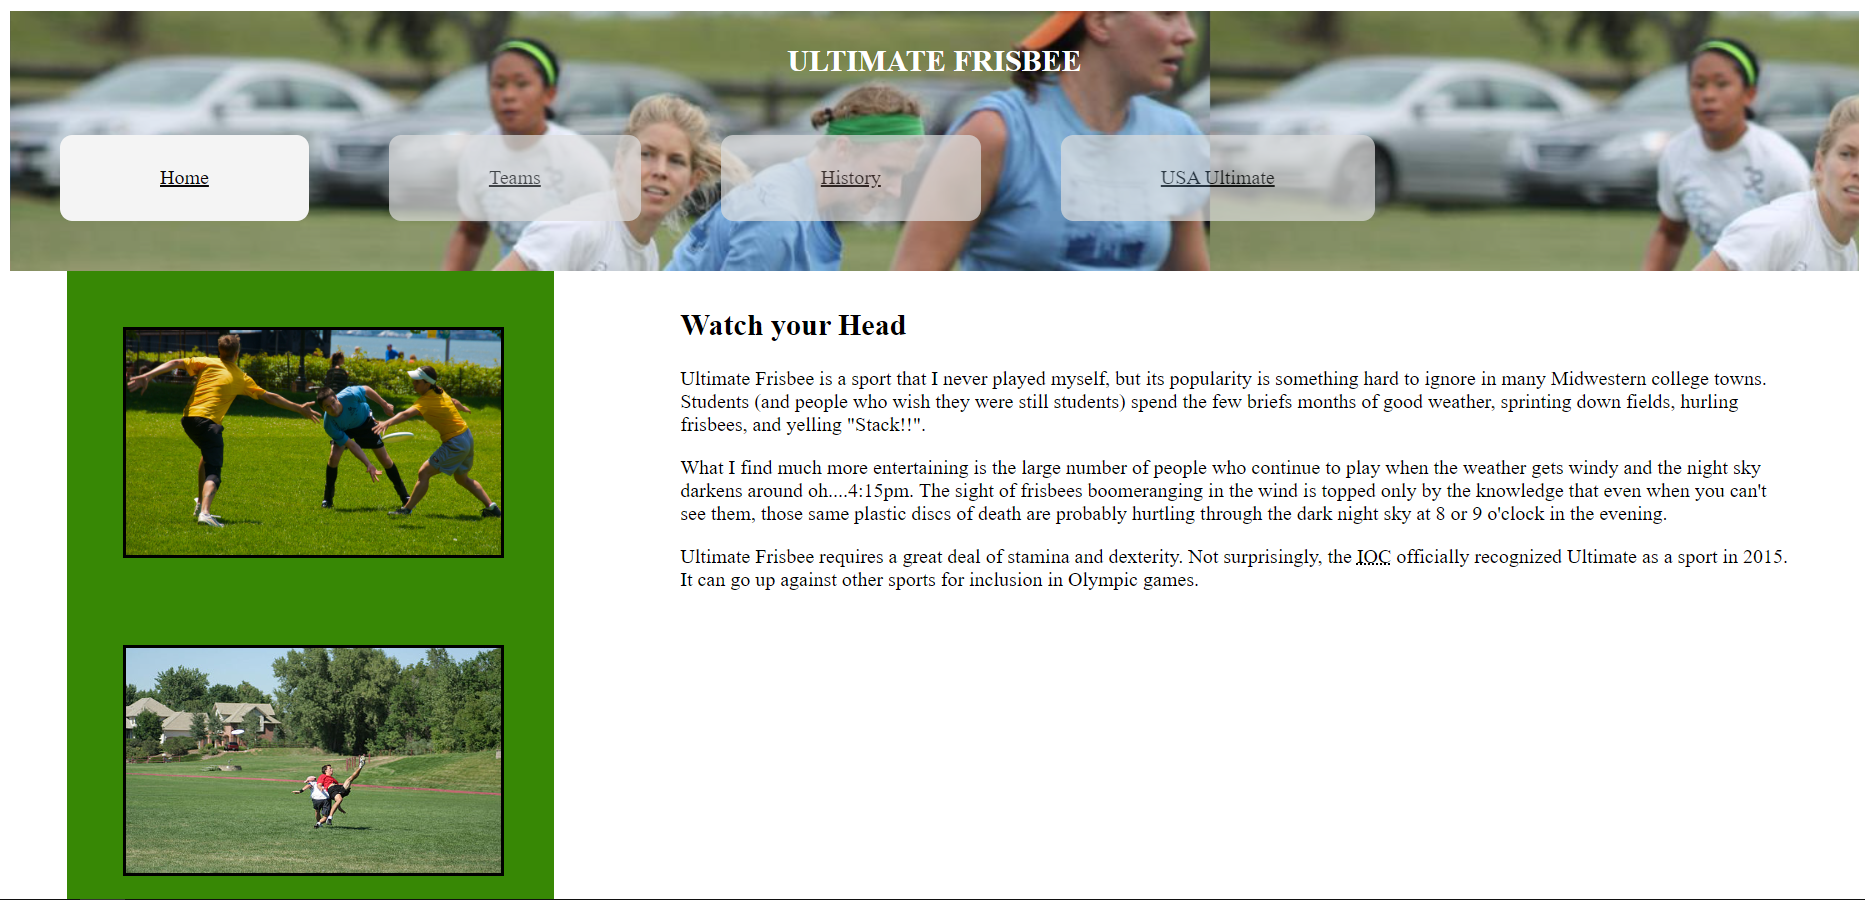 ULTIMATE FRISBEE
Home
Teams
History
USA Ultimate
Watch your Head
Ultimate Frisbee is a sport that I never played myself, but its popularity is something hard to ignore in many Midwestern college towns.
Students (and people who wish they were still students) spend the few briefs months of good weather, sprinting down fields, hurling
frisbees, and yelling "Stack!!".
What I find much more entertaining is the large number of people who continue to play when the weather gets windy and the night sky
darkens around oh....4:15pm. The sight of frisbees boomeranging in the wind is topped only by the knowledge that even when you can't
see them, those same plastic discs of death are probably hurtling through the dark night sky at 8 or 9 o'clock in the evening.
Ultimate Frisbee requires a great deal of stamina and dexterity. Not surprisingly, the IOC officially recognized Ultimate as a sport in 2015.
It can go up against other sports for inclusion in Olympic games.